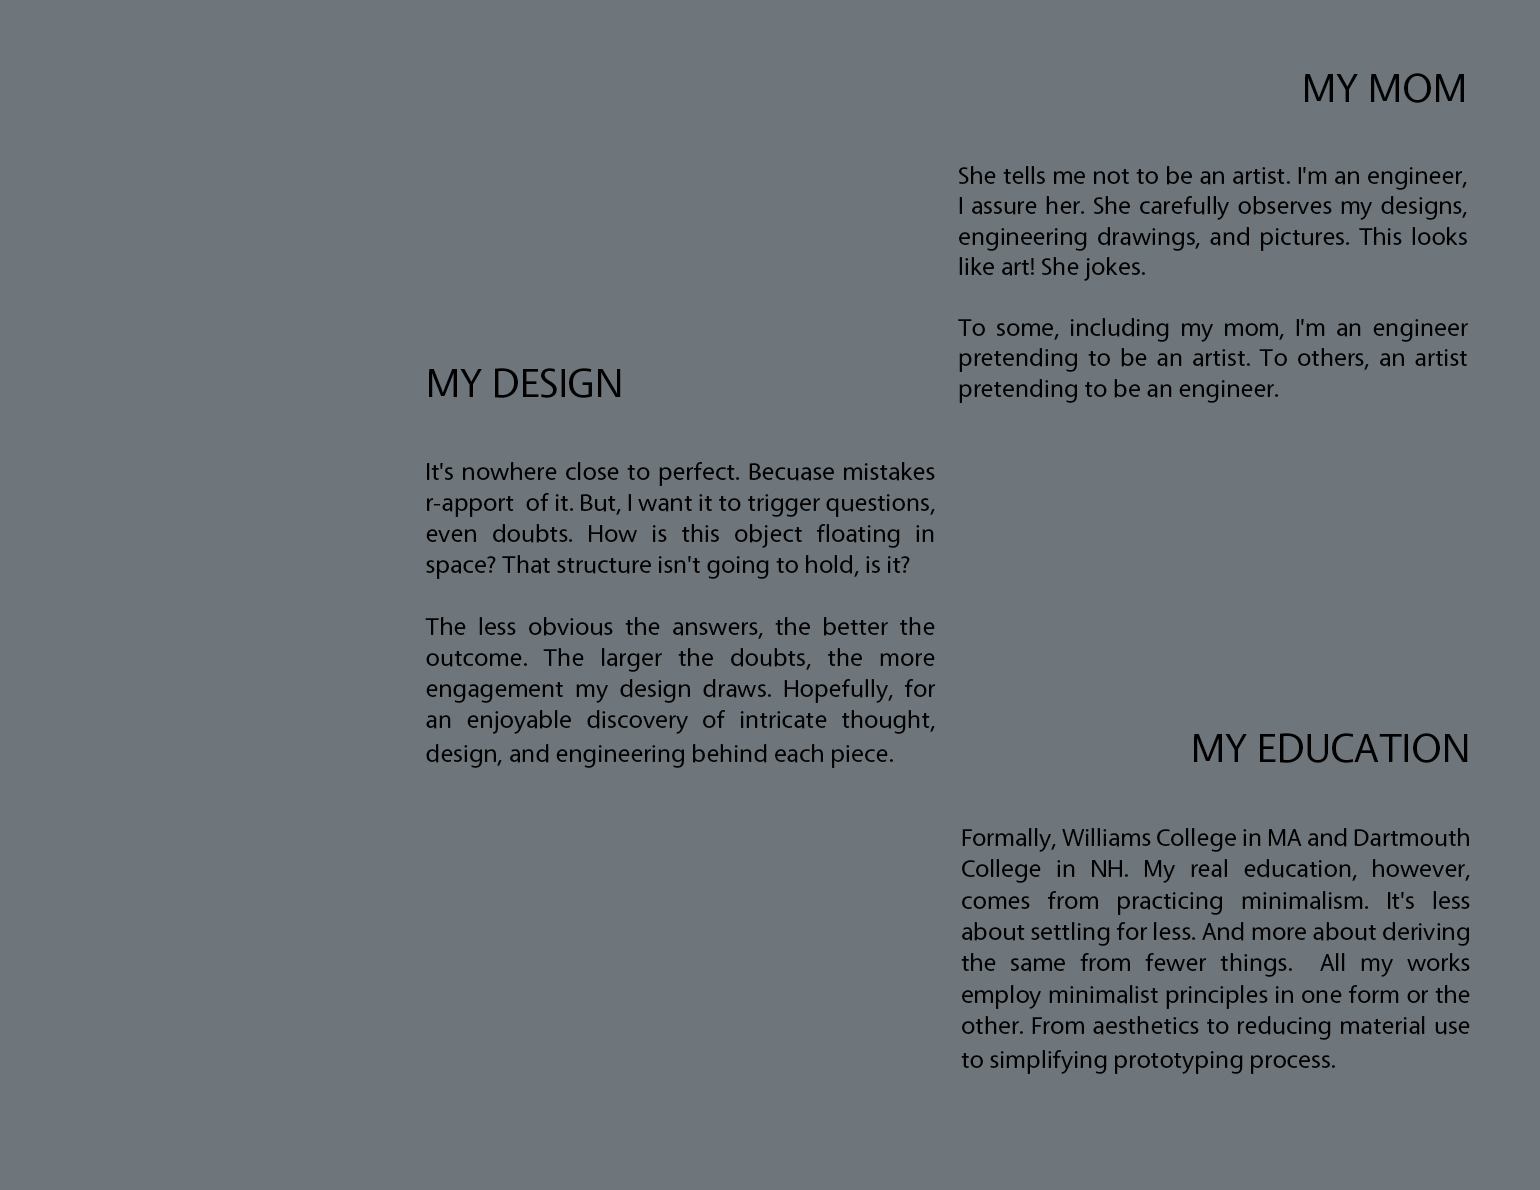 MY MOM
She tells me not to be an artist. I'm an engineer,
I assure her. She carefully observes my designs,
engineering drawings, and pictures. This looks
like art! She jokes.
To some, including my mom, I'm an engineer
pretending to be an artist. To others, an artist
pretending to be an engineer.
MY DESIGN
It's nowhere close to perfect. Becuase mistakes
r-apport of it. But, I want it to trigger questions,
even doubts. How is this object floating in
space? That structure isn't going to hold, is it?
The less obvious the answers, the better the
outcome. The larger the doubts, the more
engagement my design draws. Hopefully, for
an enjoyable discovery of intricate thought,
design, and engineering behind each piece.
MY EDUCATION
Formally, Williams College in MA and Dartmouth
College in NH. My real education, however,
comes from practicing minimalism. It's less
about settling for less. And more about deriving
the same from fewer things. All my works
employ minimalist principles in one form or the
other. From aesthetics to reducing material use
to simplifying prototyping process.